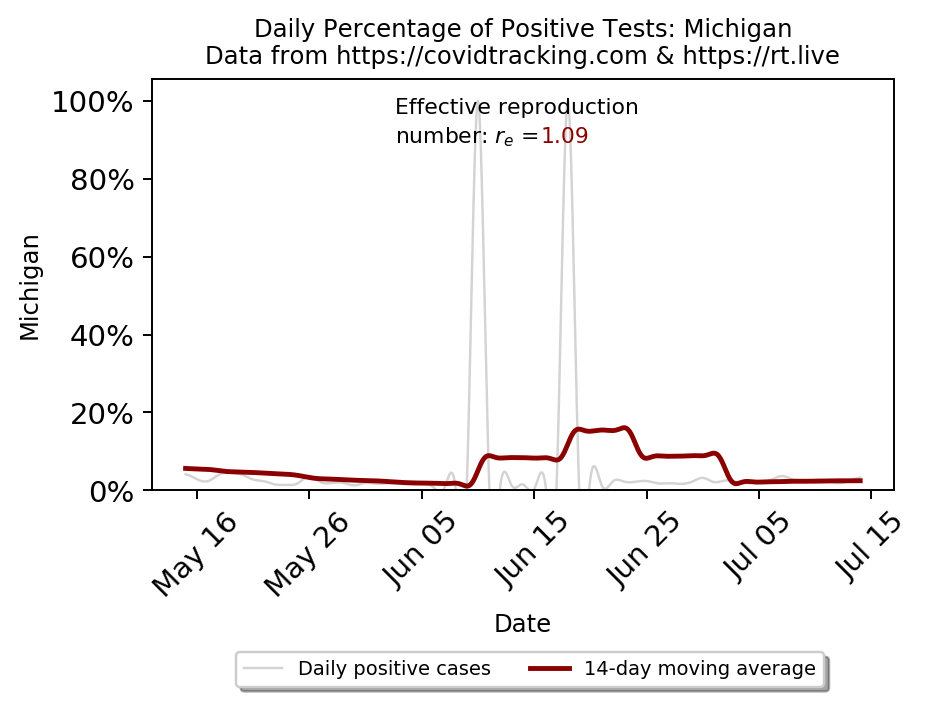 Daily Percentage of Positive Tests: Michigan
Data from https://covidtracking.com & https://rt.live
Effective reproduction
number: rₑ =1.09
100%
80%
60%
40%
20%
0%
Michigan
May 16
May 26
Jun 05
Jun 15
Jun 25
Jul 05
Jul 15
Date
Daily positive cases
14-day moving average